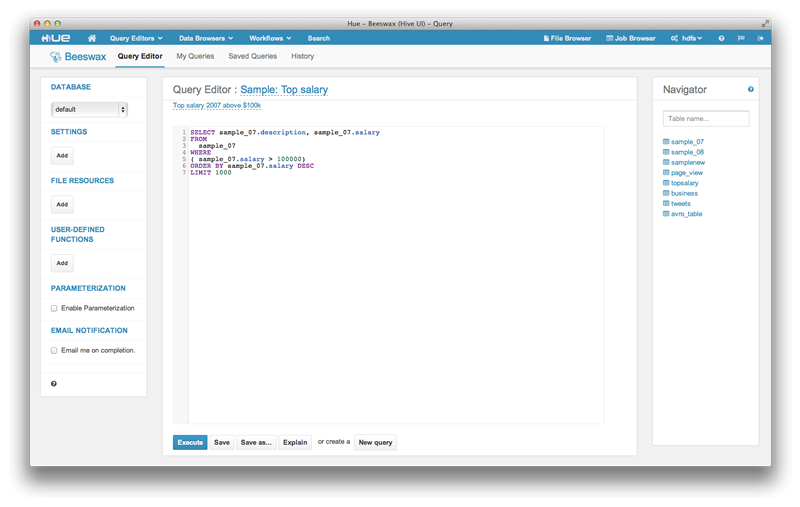 Hue – Beeswax (Hive UI) – Query
HUE Query Editors Data Browsers Workflows Search File Browser Job Browser hdfs
Beeswax Query Editor My Queries Saved Queries History
DATABASE
default
SETTINGS
Add
FILE RESOURCES
Add
USER-DEFINED
FUNCTIONS
Add
PARAMETERIZATION
Enable Parameterization
EMAIL NOTIFICATION
Email me on completion.
Query Editor : Sample: Top salary
Top salary 2007 above $100k
1 SELECT sample_07.description, sample_07.salary
2 FROM
3 sample_07
4 WHERE
5 ( sample_07.salary > 100000)
6 ORDER BY sample_07.salary DESC
7 LIMIT 1000
Execute Save Save as... Explain or create a New query
Navigator
Table name...
sample_07
sample_08
samplenew
page_view
topsalary
business
tweets
avro_table